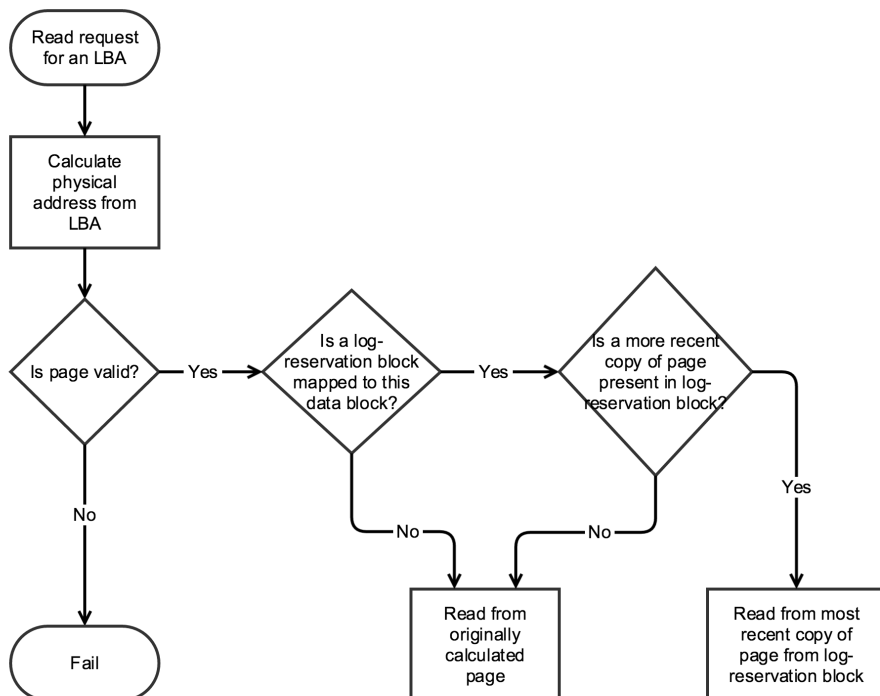 Read request
for an LBA
Calculate
physical
address from
LBA
Is page valid?
Yes
Is a log-
reservation block
mapped to this
data block?
Yes
Is a more recent
copy of page
present in log-
reservation block?
Yes
No
No
No
Fail
Read from
originally
calculated
page
Read from most
recent copy of
page from log-
reservation block